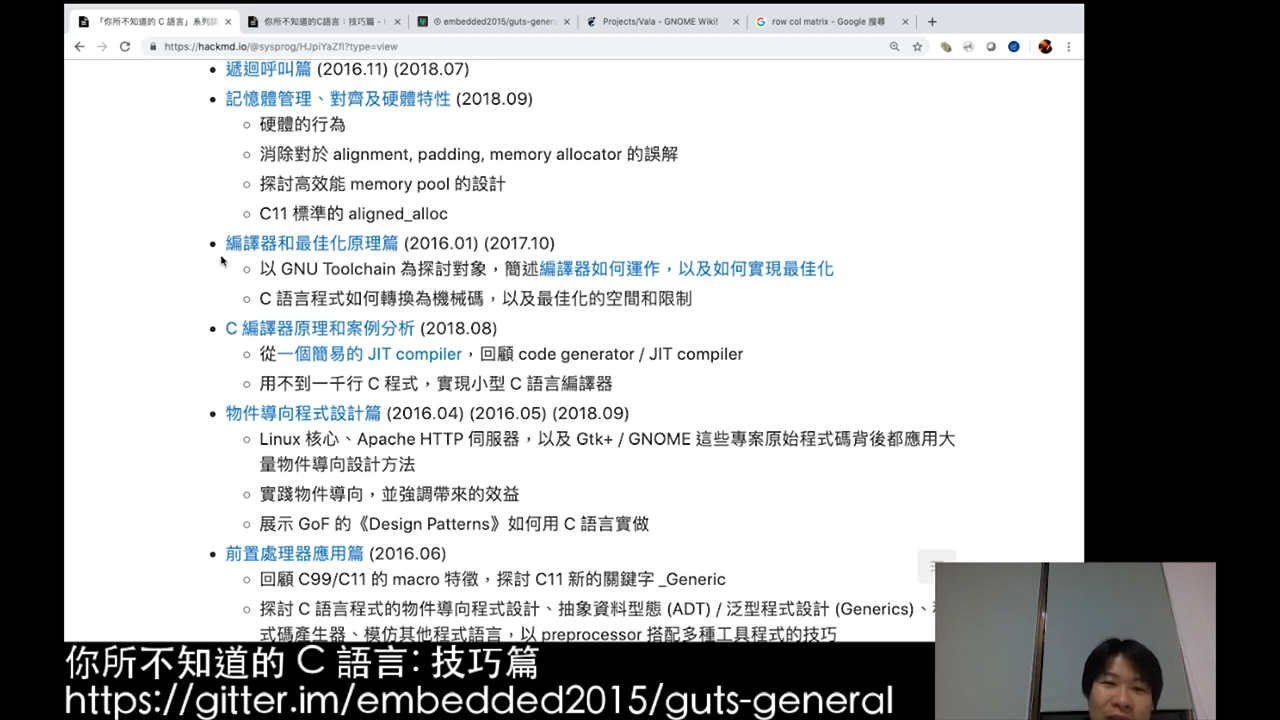 「你所不知道的 C 語言」系列講
你所不知道的C語言：技巧篇 - H
embedded2015/guts-genera
Projects/Vala - GNOME Wiki!
row col matrix - Google 搜尋
https://hackmd.io/@sysprog/HJpiYaZfl?type=view
遞迴呼叫篇 (2016.11) (2018.07)
記憶體管理、對齊及硬體特性 (2018.09)
硬體的行為
消除對於 alignment, padding, memory allocator 的誤解
探討高效能 memory pool 的設計
C11 標準的 aligned_alloc
編譯器和最佳化原理篇 (2016.01) (2017.10)
以 GNU Toolchain 為探討對象，簡述編譯器如何運作，以及如何實現最佳化
C 語言程式如何轉換為機械碼，以及最佳化的空間和限制
C 編譯器原理和案例分析 (2018.08)
從一個簡易的 JIT compiler，回顧 code generator / JIT compiler
用不到一千行 C 程式，實現小型 C 語言編譯器
物件導向程式設計篇 (2016.04) (2016.05) (2018.09)
Linux 核心、Apache HTTP 伺服器，以及 Gtk+ / GNOME 這些專案原始程式碼背後都應用大
量物件導向設計方法
實踐物件導向，並強調帶來的效益
展示 GoF 的《Design Patterns》如何用 C 語言實做
前置處理器應用篇 (2016.06)
回顧 C99/C11 的 macro 特徵，探討 C11 新的關鍵字 _Generic
探討 C 語言程式的物件導向程式設計、抽象資料型態 (ADT) / 泛型程式設計 (Generics)、
式碼產生器、模仿其他程式語言，以 preprocessor 搭配多種工具程式的技巧
你所不知道的 C 語言: 技巧篇
https://gitter.im/embedded2015/guts-general